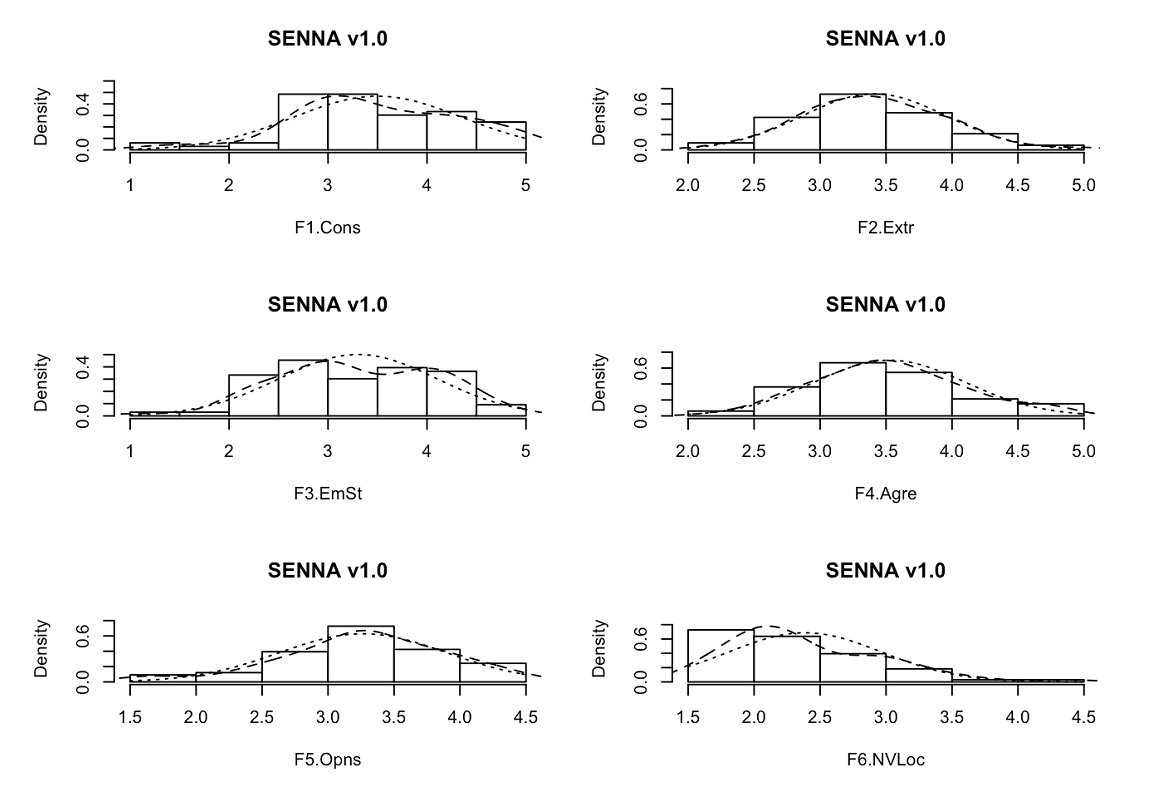 SENNA v1.0
Density
0.0 0.4
1 2 3 4 5
F1.Cons
SENNA v1.0
Density
0.0 0.6
2.0 2.5 3.0 3.5 4.0 4.5 5.0
F2.Extr
SENNA v1.0
Density
0.0 0.4
1 2 3 4 5
F3.EmSt
SENNA v1.0
Density
0.0 0.6
2.0 2.5 3.0 3.5 4.0 4.5 5.0
F4.Agre
SENNA v1.0
Density
0.0 0.6
1.5 2.0 2.5 3.0 3.5 4.0 4.5
F5.Opns
SENNA v1.0
Density
0.0 0.6
1.5 2.0 2.5 3.0 3.5 4.0 4.5
F6.NVLoc